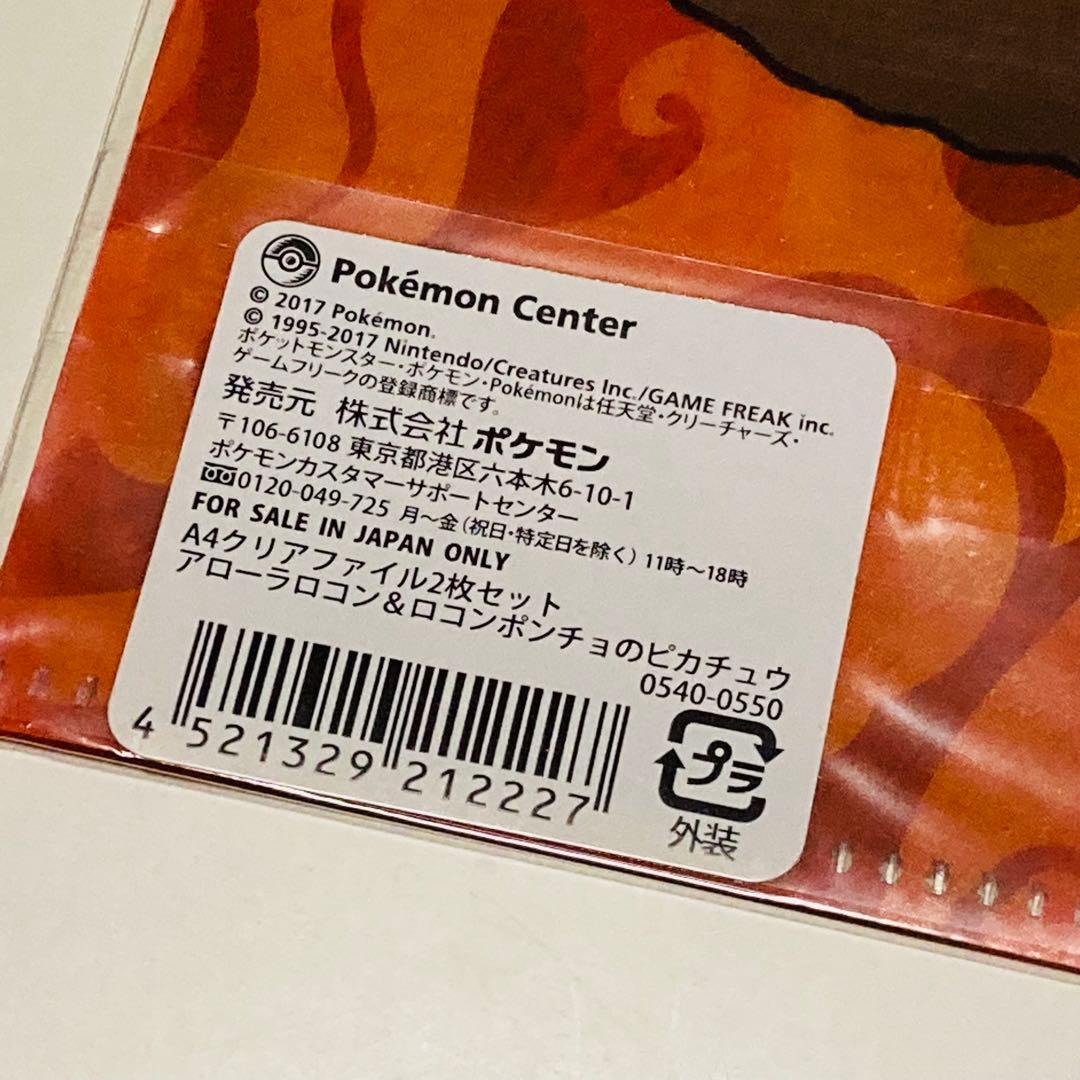 Pokémon Center
© 2017 Pokémon.
© 1995-2017 Nintendo/Creatures Inc./GAME FREAK inc.
ポケットモンスター・ポケモン・Pokémonは任天堂・クリーチャーズ・
ゲームフリークの登録商標です。
発売元 株式会社 ポケモン
〒106-6108 東京都港区六本木6-10-1
ポケモンカスタマーサポートセンター
0120-049-725 月～金（祝日・特定日を除く）11時～18時
FOR SALE IN JAPAN ONLY
A4クリアファイル2枚セット
アローラロコン＆ロコンポンチョのピカチュウ
0540-0550
4 521329 212227
プラ
外装